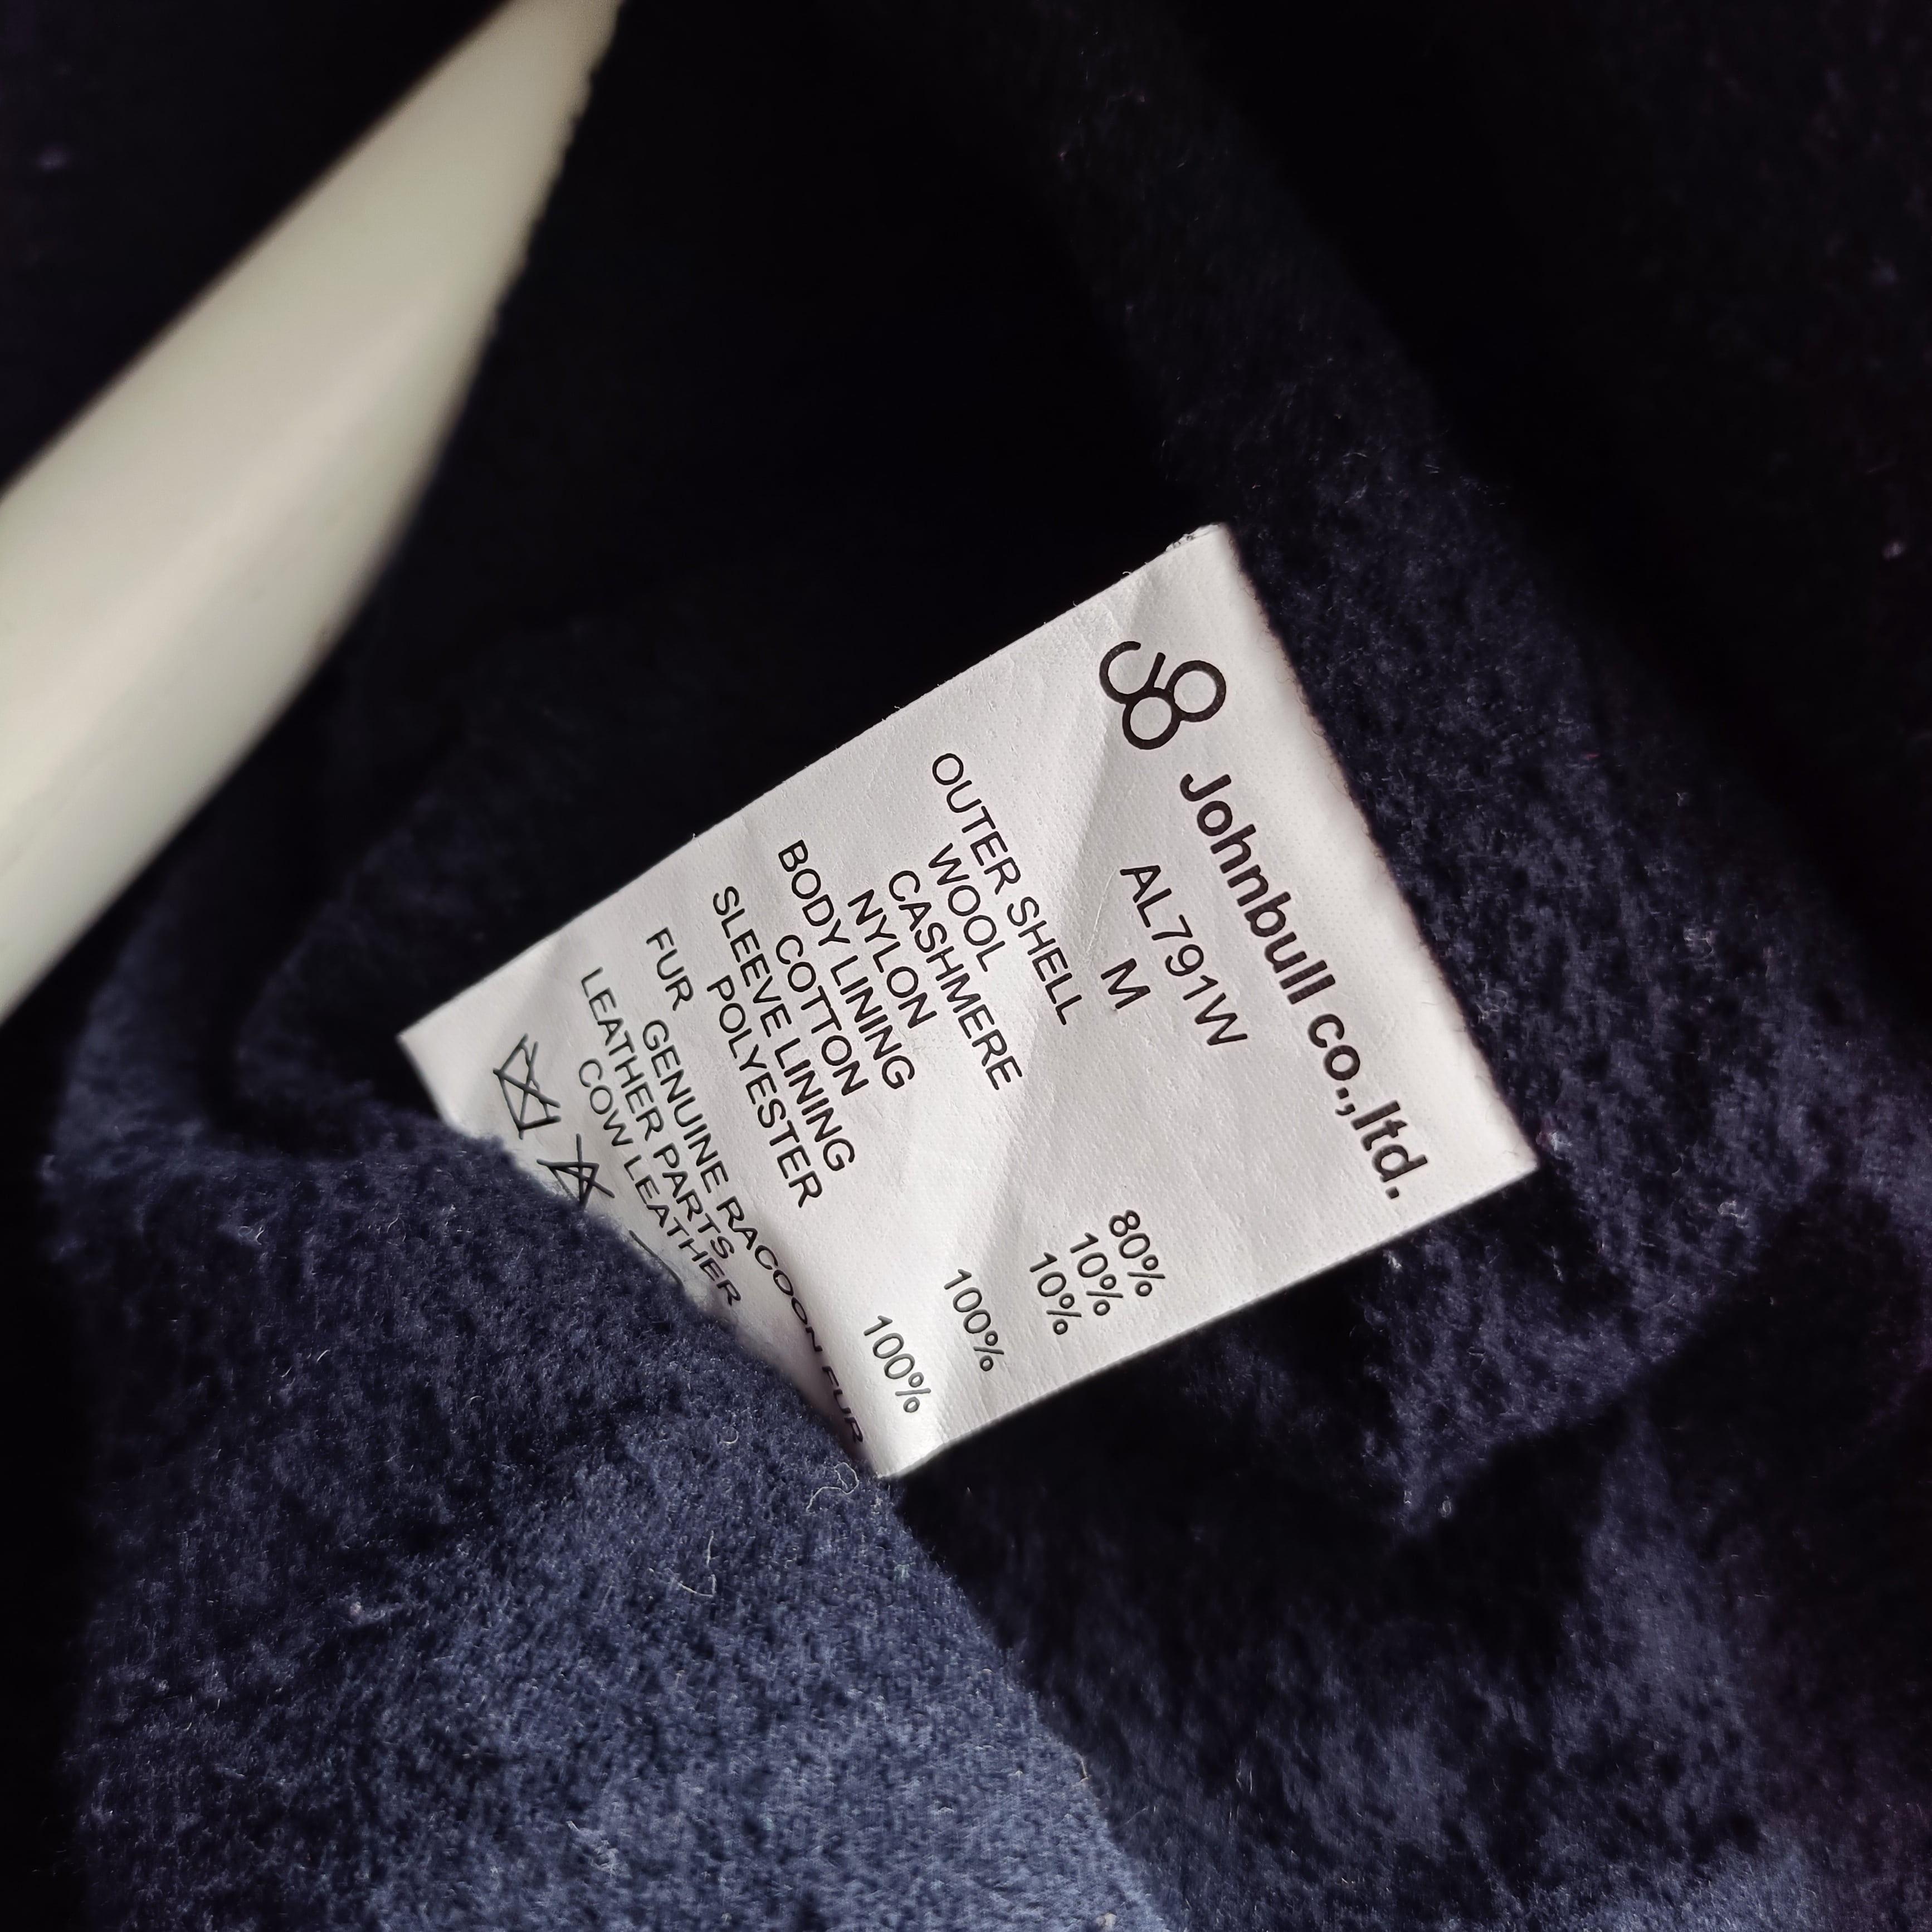 Johnbull co.,ltd.
AL791W
M
OUTER SHELL
WOOL 80%
CASHMERE 10%
NYLON 10%
BODY LINING
COTTON 100%
SLEEVE LINING
POLYESTER 100%
FUR
GENUINE RACOON FUR
LEATHER PARTS
COW LEATHER